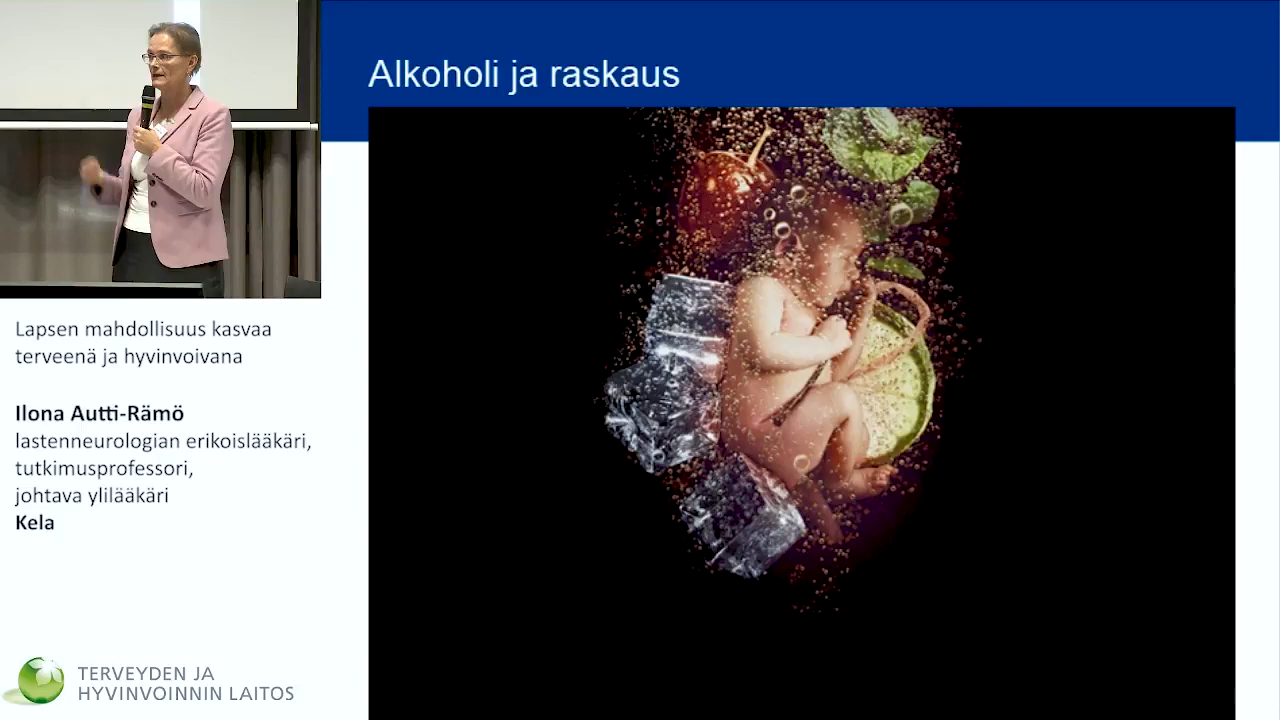 Alkoholi ja raskaus
Lapsen mahdollisuus kasvaa
terveenä ja hyvinvoivana
Ilona Autti-Rämö
lastenneurologian erikoislääkäri,
tutkimusprofessori,
johtava ylilääkäri
Kela
TERVEYDEN JA
HYVINVOINNIN LAITOS